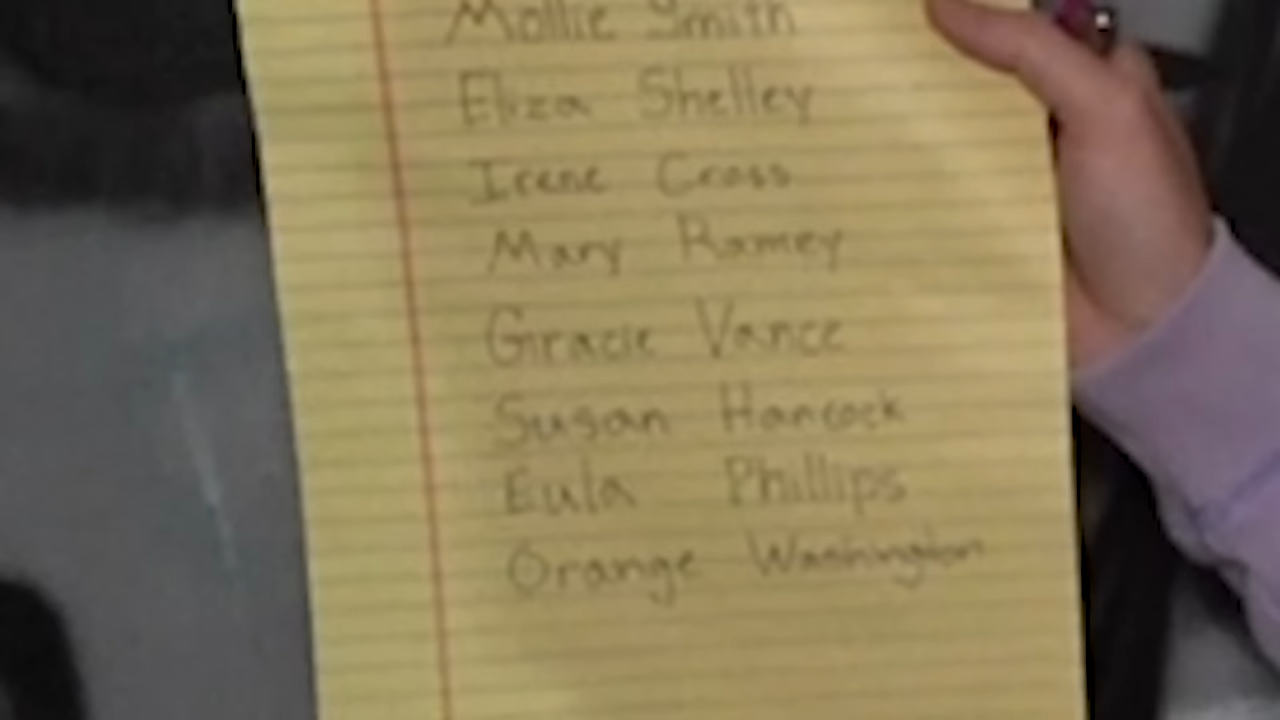 Mollie Smith
Eliza Shelley
Irene Cross
Mary Ramey
Gracie Vance
Susan Hancock
Eula Phillips
Orange Washington